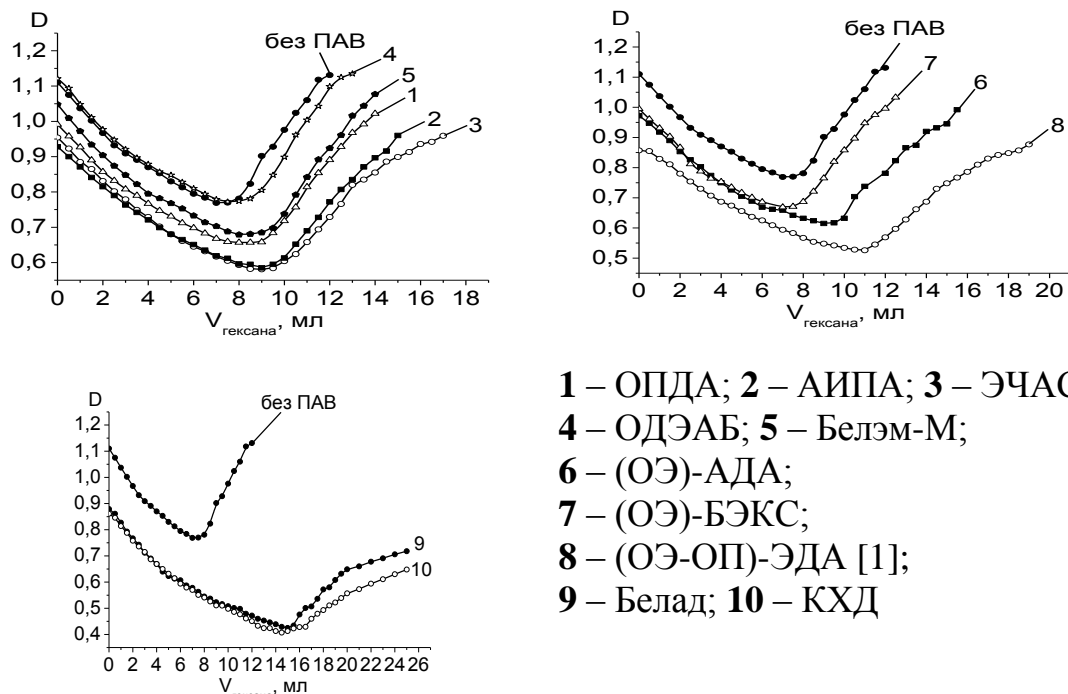 D
1,2
1,1
1,0
0,9
0,8
0,7
0,6
0 2 4 6 8 10 12 14 16 18
V гексана, мл
без ПАВ
4
5
1
2
3
D
1,2
1,1
1,0
0,9
0,8
0,7
0,6
0,5
0 2 4 6 8 10 12 14 16 18 20
V гексана, мл
без ПАВ
7
6
8
D
1,2
1,1
1,0
0,9
0,8
0,7
0,6
0,5
0,4
0 2 4 6 8 10 12 14 16 18 20 22 24 26
V гексана, мл
без ПАВ
9
10
1 – ОПДА; 2 – АИПА; 3 – ЭЧАС
4 – ОДЭАБ; 5 – Белэм-М;
6 – (ОЭ)-АДА;
7 – (ОЭ)-БЭКС;
8 – (ОЭ-ОП)-ЭДА [1];
9 – Белад; 10 – КХД